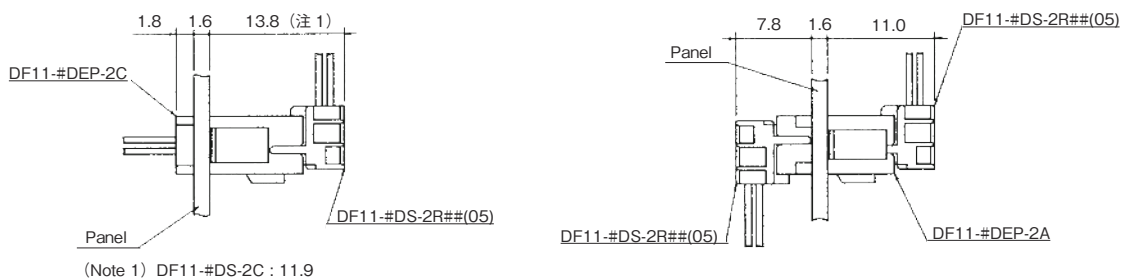 1.8 1.6 13.8（注 1）
DF11-#DEP-2C
DF11-#DS-2R##(05)
Panel
（Note 1）DF11-#DS-2C : 11.9
7.8 1.6 11.0
DF11-#DS-2R##(05)
Panel
DF11-#DS-2R##(05)
DF11-#DEP-2A